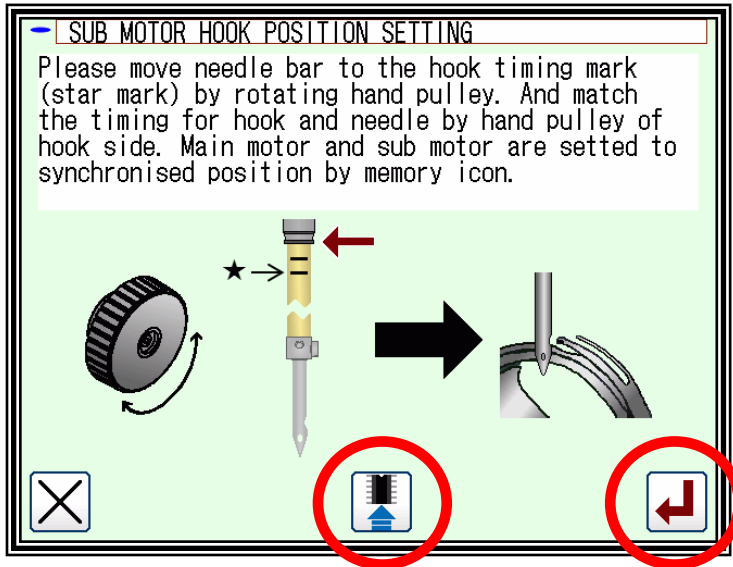 SUB MOTOR HOOK POSITION SETTING
Please move needle bar to the hook timing mark
(star mark) by rotating hand pulley. And match
the timing for hook and needle by hand pulley of
hook side. Main motor and sub motor are setted to
synchronised position by memory icon.